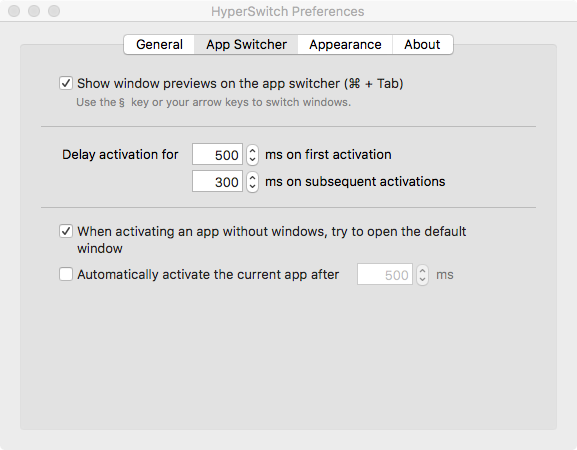 HyperSwitch Preferences
General App Switcher Appearance About
Show window previews on the app switcher (⌘ + Tab)
Use the § key or your arrow keys to switch windows.
Delay activation for 500 ms on first activation
300 ms on subsequent activations
When activating an app without windows, try to open the default
window
Automatically activate the current app after 500 ms